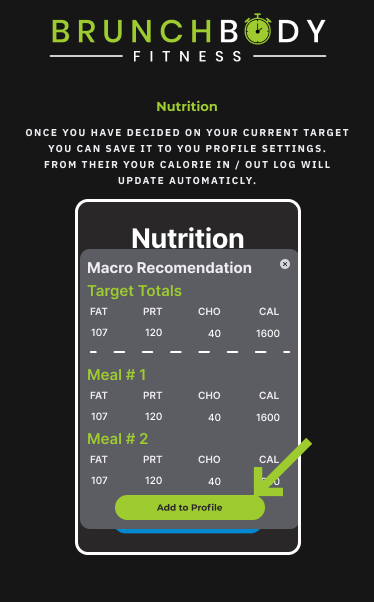 BRUNCHBODY
FITNESS
Nutrition
ONCE YOU HAVE DECIDED ON YOUR CURRENT TARGET
YOU CAN SAVE IT TO YOU PROFILE SETTINGS.
FROM THEIR YOUR CALORIE IN / OUT LOG WILL
UPDATE AUTOMATICLY.
Nutrition
Macro Recomendation
Target Totals
FAT PRT CHO CAL
107 120 40 1600
Meal # 1
FAT PRT CHO CAL
107 120 40 1600
Meal # 2
FAT PRT CHO CAL
107 120 40
Add to Profile